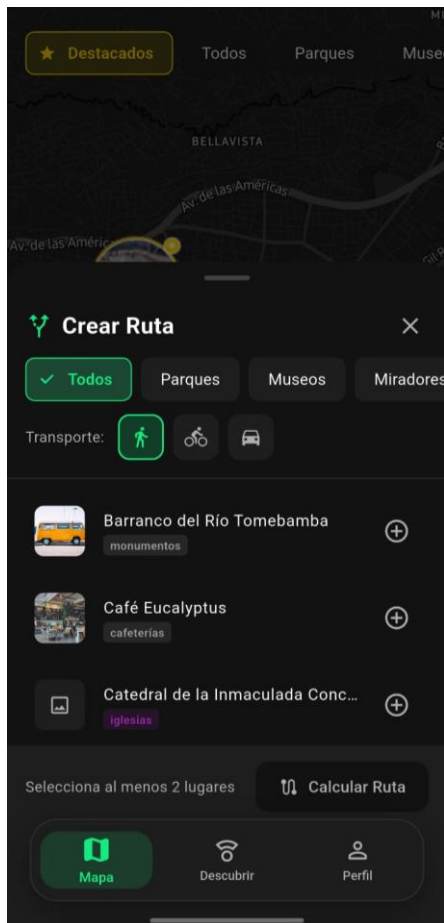 Destacados Todos Parques Museo
BELLAVISTA
Av. de las Américas
Av. de las Améric
Gil R
Crear Ruta
Todos Parques Museos Miradores
Transporte:
Barranco del Río Tomebamba
monumentos
Café Eucalyptus
cafeterías
Catedral de la Inmaculada Conc...
iglesias
Selecciona al menos 2 lugares Calcular Ruta
Mapa Descubrir Perfil